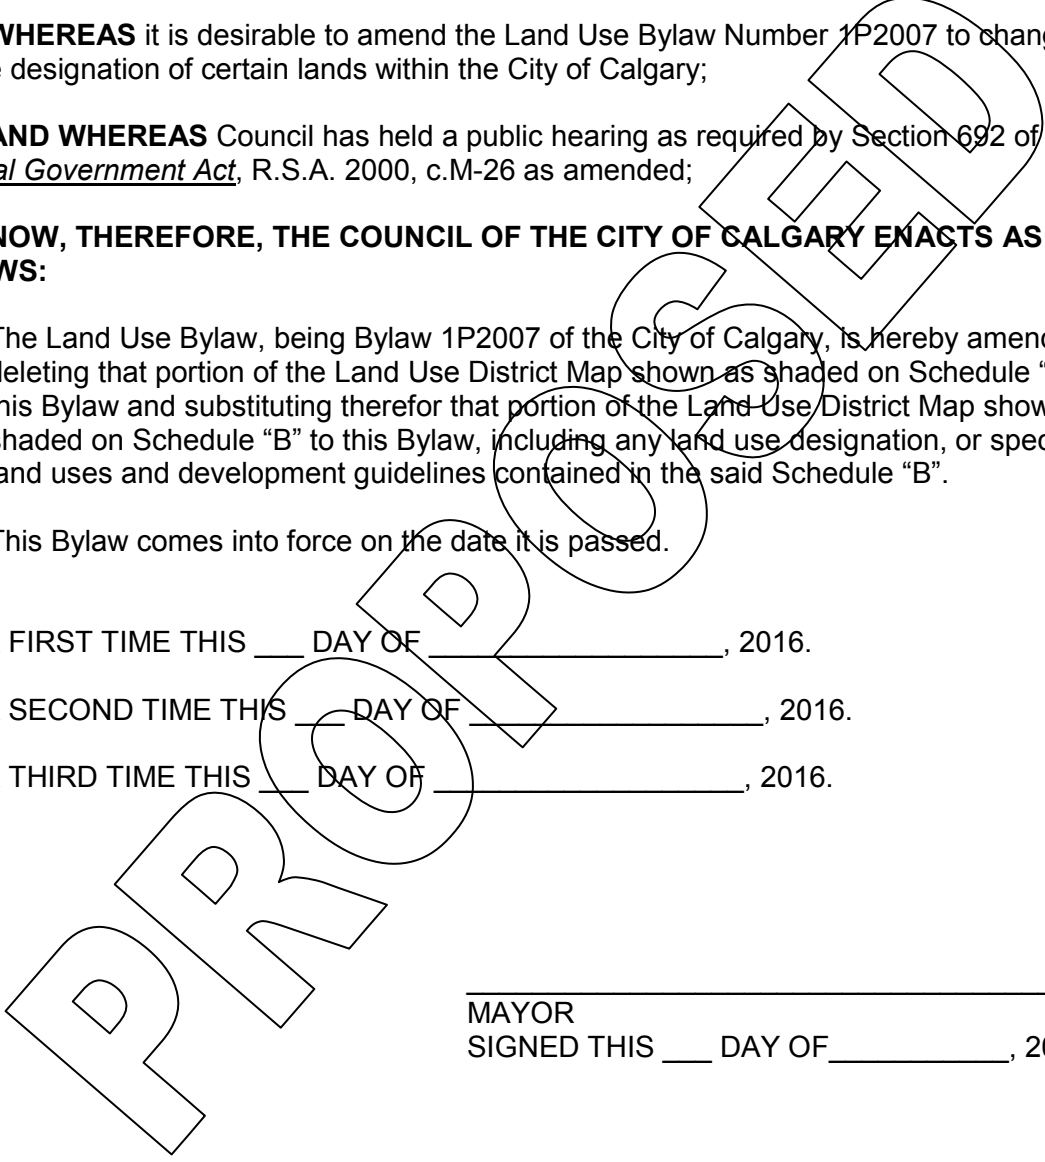 WHEREAS it is desirable to amend the Land Use Bylaw Number 1P2007 to chang
e designation of certain lands within the City of Calgary;
AND WHEREAS Council has held a public hearing as required by Section 692 of
al Government Act, R.S.A. 2000, c.M-26 as amended;
NOW, THEREFORE, THE COUNCIL OF THE CITY OF CALGARY ENACTS AS
WS:
The Land Use Bylaw, being Bylaw 1P2007 of the City of Calgary, is hereby amend
deleting that portion of the Land Use District Map shown as shaded on Schedule “
his Bylaw and substituting therefor that portion of the Land Use District Map show
shaded on Schedule “B” to this Bylaw, including any land use designation, or spec
and uses and development guidelines contained in the said Schedule “B”.
This Bylaw comes into force on the date it is passed.
FIRST TIME THIS ___ DAY OF __________________, 2016.
SECOND TIME THIS ___ DAY OF __________________, 2016.
THIRD TIME THIS ___ DAY OF ___________________, 2016.
MAYOR
SIGNED THIS ___ DAY OF___________, 20
PROPOSED